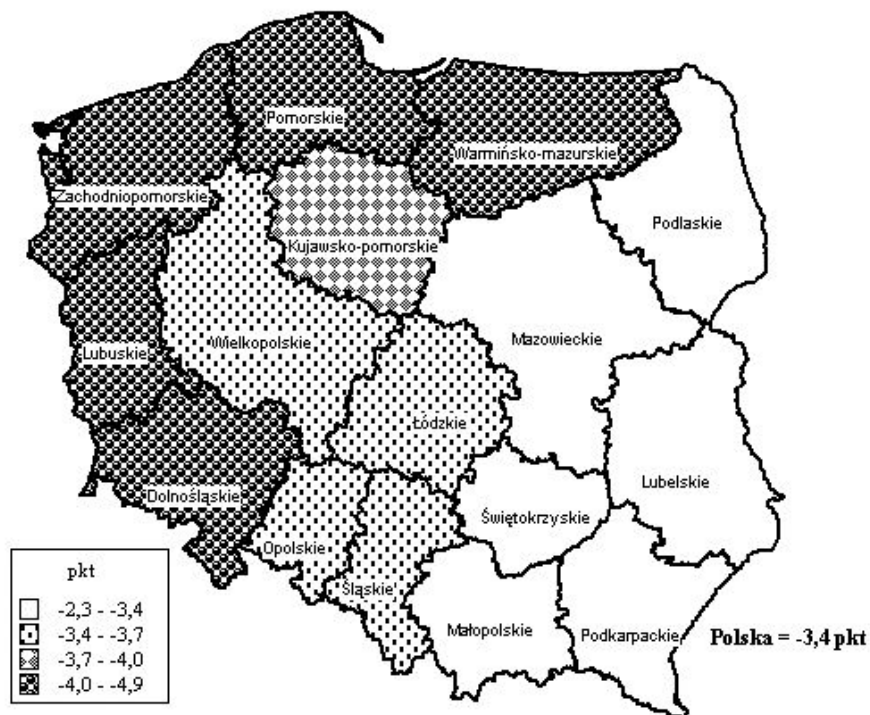 Pomorskie
Warmińsko-mazurskie
Zachodniopomorskie
Podlaskie
Kujawsko-pomorskie
Mazowieckie
Wielkopolskie
Lubuskie
Łódzkie
Lubelskie
Dolnośląskie
Świętokrzyskie
Opolskie
Śląskie
Małopolskie
Podkarpackie
Polska = -3,4 pkt
pkt
-2,3 - -3,4
-3,4 - -3,7
-3,7 - -4,0
-4,0 - -4,9